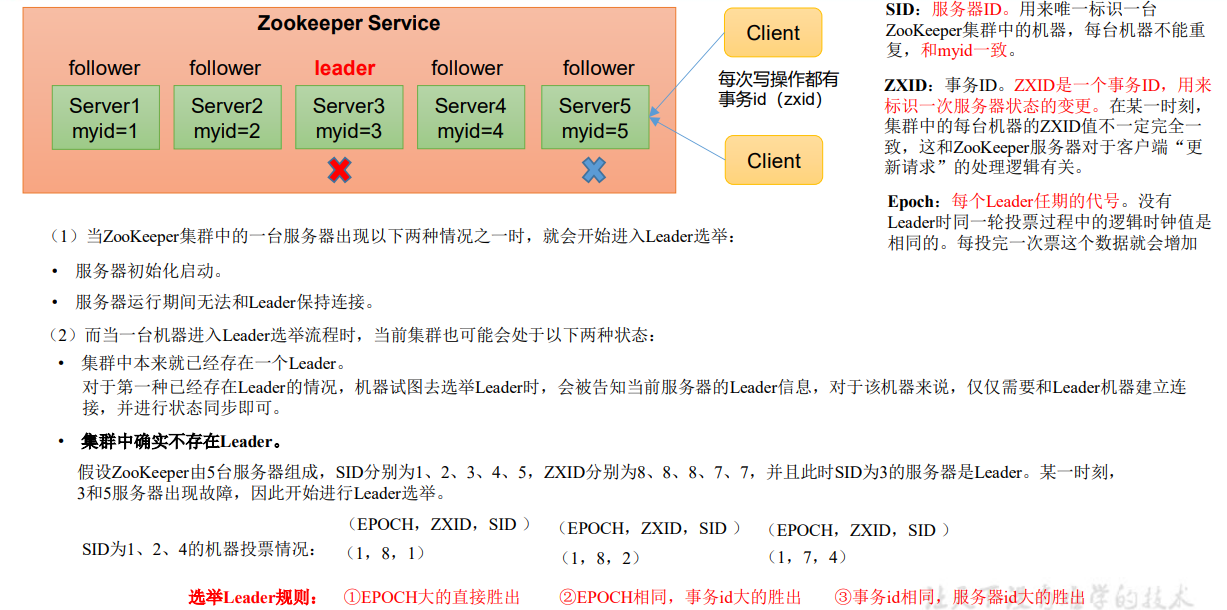 Zookeeper Service
follower
follower
leader
follower
follower
Server1
myid=1
Server2
myid=2
Server3
myid=3
Server4
myid=4
Server5
myid=5
Client
每次写操作都有
事务id（zxid）
Client
SID：服务器ID。用来唯一标识一台
ZooKeeper集群中的机器，每台机器不能重
复，和myid一致。
ZXID：事务ID。ZXID是一个事务ID，用来
标识一次服务器状态的变更。在某一时刻，
集群中的每台机器的ZXID值不一定完全一
致，这和ZooKeeper服务器对于客户端“更
新请求”的处理逻辑有关。
Epoch：每个Leader任期的代号。没有
Leader时同一轮投票过程中的逻辑时钟值是
相同的。每投完一次票这个数据就会增加
（1）当ZooKeeper集群中的一台服务器出现以下两种情况之一时，就会开始进入Leader选举：
• 服务器初始化启动。
• 服务器运行期间无法和Leader保持连接。
（2）而当一台机器进入Leader选举流程时，当前集群也可能会处于以下两种状态：
• 集群中本来就已经存在一个Leader。
对于第一种已经存在Leader的情况，机器试图去选举Leader时，会被告知当前服务器的Leader信息，对于该机器来说，仅仅需要和Leader机器建立连
接，并进行状态同步即可。
• 集群中确实不存在Leader。
假设ZooKeeper由5台服务器组成，SID分别为1、2、3、4、5，ZXID分别为8、8、8、7、7，并且此时SID为3的服务器是Leader。某一时刻，
3和5服务器出现故障，因此开始进行Leader选举。
（EPOCH，ZXID，SID ） （EPOCH，ZXID，SID ） （EPOCH，ZXID，SID ）
SID为1、2、4的机器投票情况： （1，8，1） （1，8，2） （1，7，4）
选举Leader规则： ①EPOCH大的直接胜出 ②EPOCH相同，事务id大的胜出 ③事务id相同，服务器id大的胜出